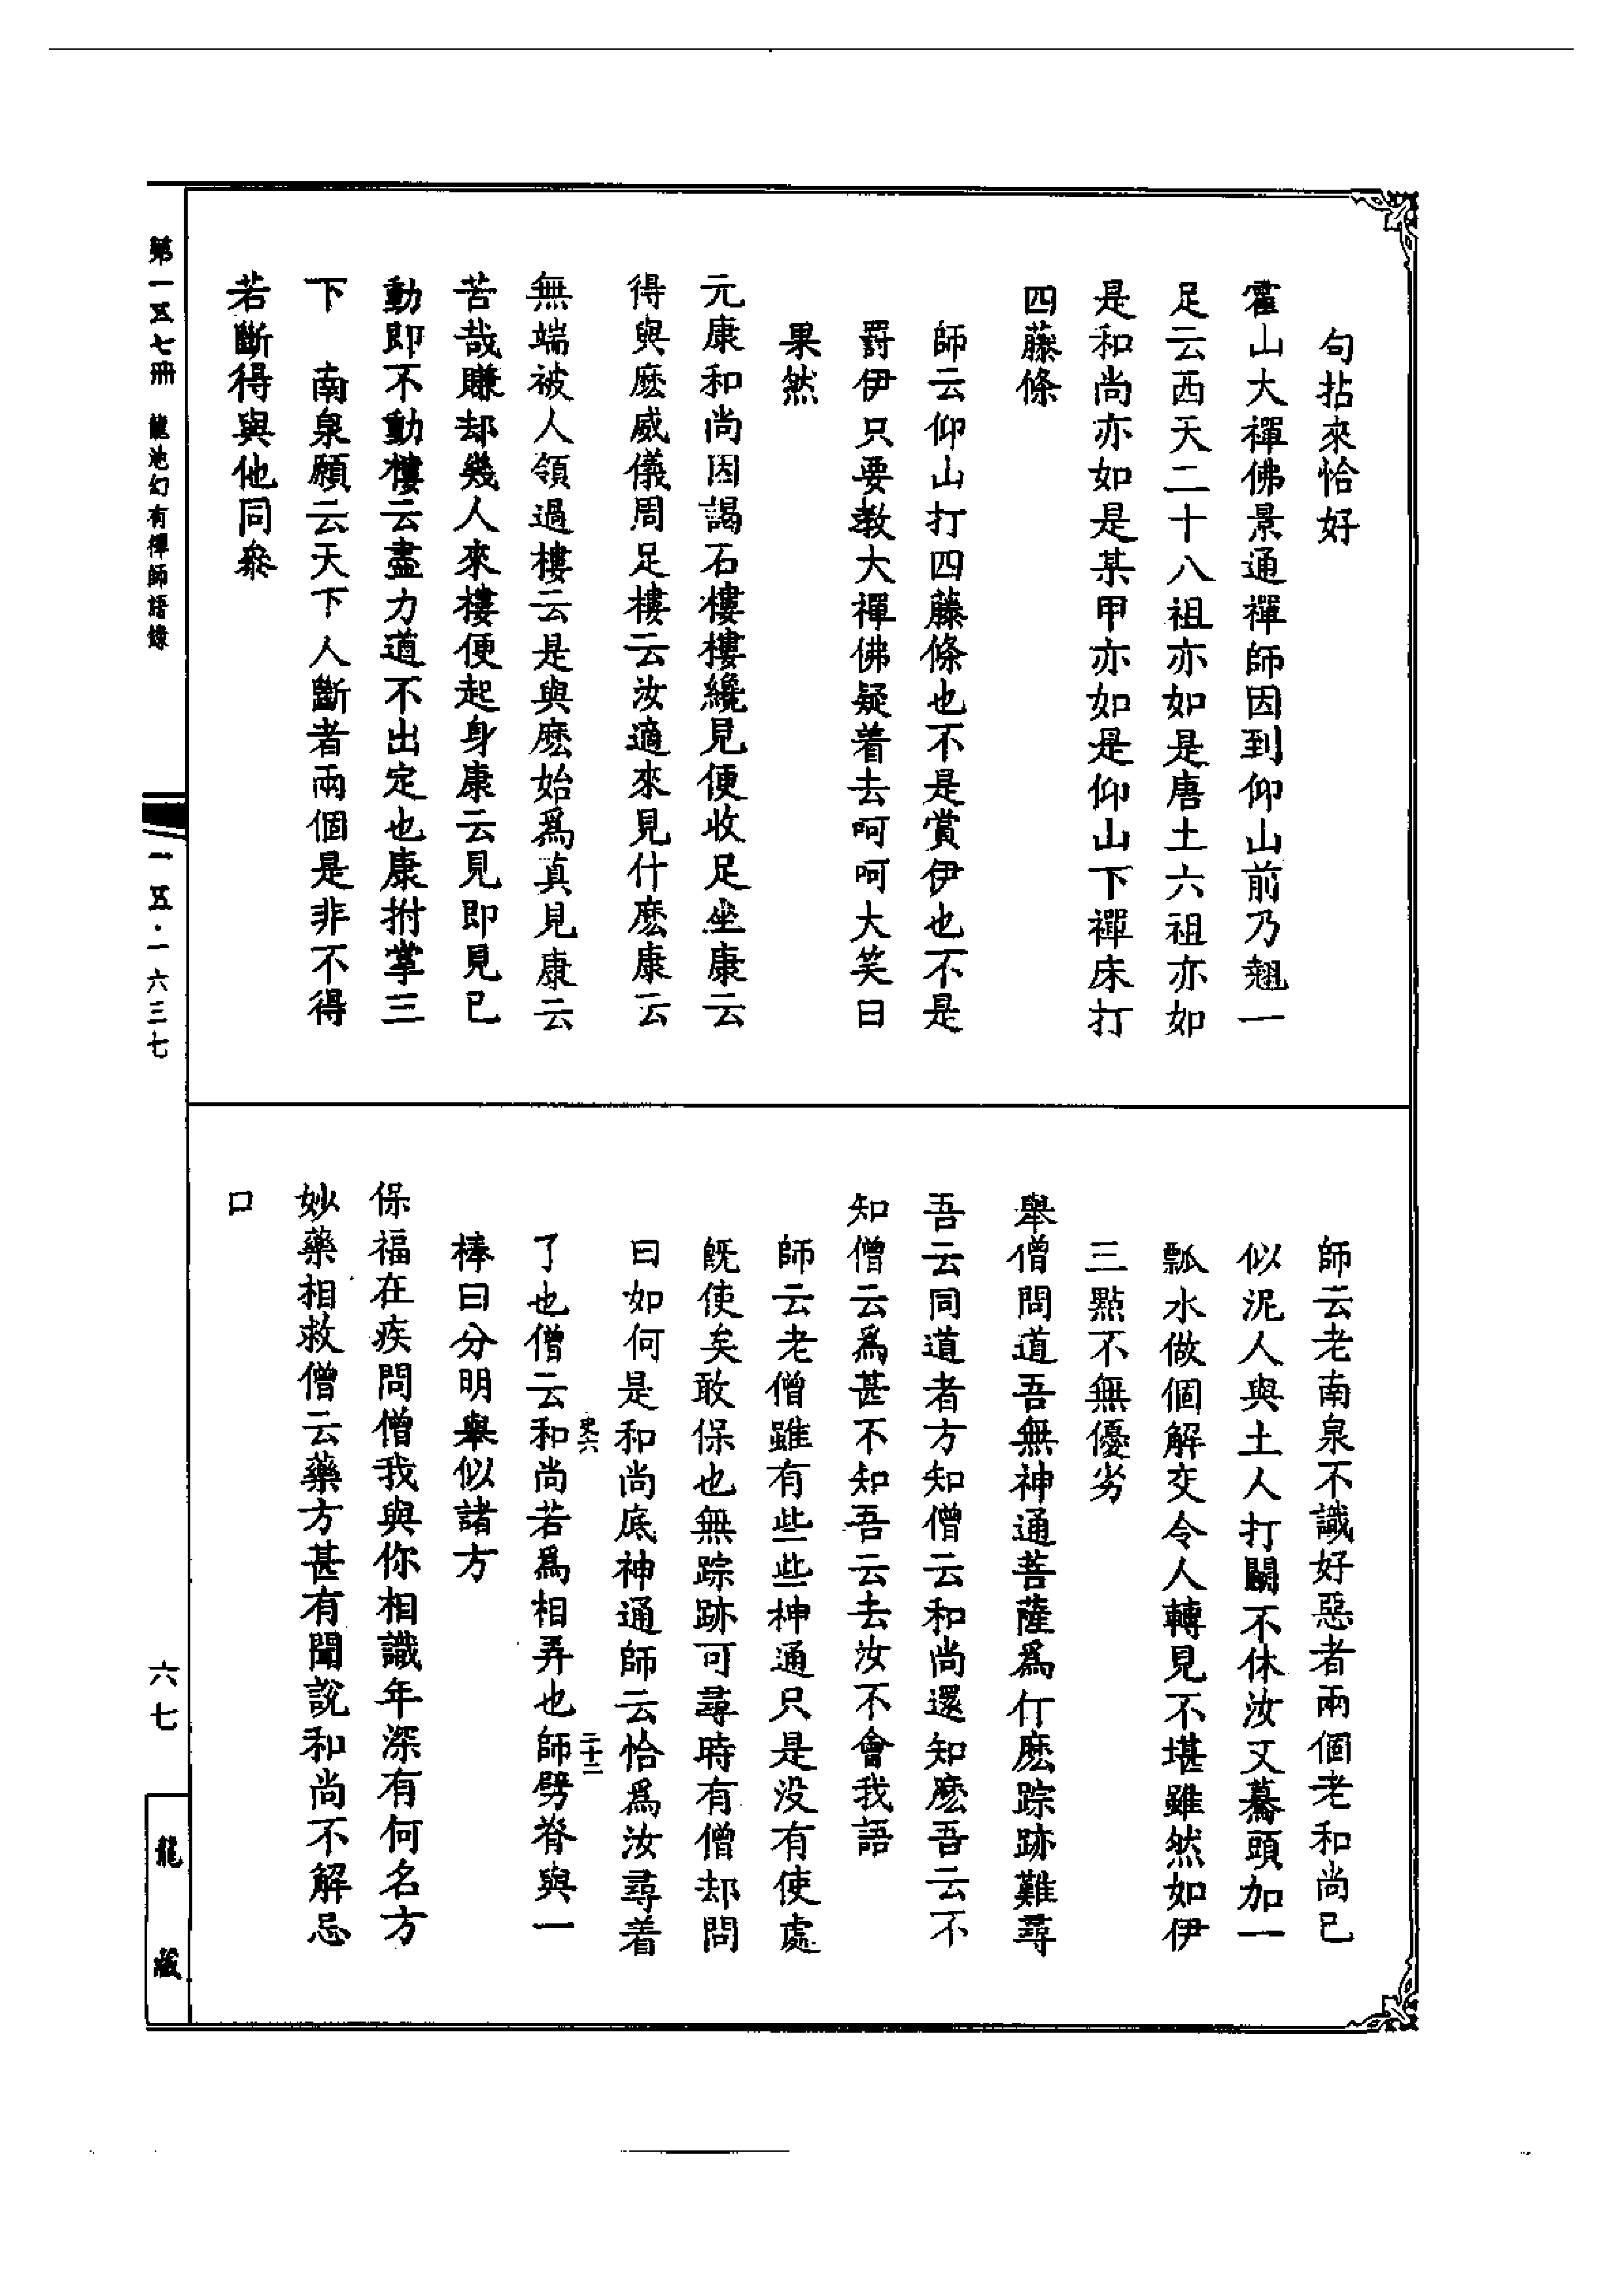 句拈來恰好
霍山大禪佛景通禪師因到仰山前乃翹一
足云西天二十八祖亦如是唐土六祖亦如
是和尚亦如是某甲亦如是仰山下禪床打
四藤條
師云仰山打四藤條也不是賞伊也不是
罸伊只要教大禪佛疑着去呵呵大笑曰
果然
元康和尚因謁石樓樓纔見便收足坐康云
得與麽威儀周足樓云汝適來見什麽康云
無端被人領過樓云是與麽始爲真見康云
苦哉賺却幾人來樓便起身康云見即見已
動即不動樓云盡力道不出定也康拊掌三
下　南泉願云天下人斷者兩個是非不得
若斷得與他同叅
師云老南泉不識好惡者兩個老和尚已
似泥人與土人打鬭不休汝又驀頭加一
瓢水做個解交令人轉見不堪雖然如伊
三點不無優劣
舉僧問道吾無神通菩薩爲什麽踪跡難尋
吾云同道者方知僧云和尚還知麽吾云不
知僧云爲甚不知吾云去汝不會我語
師云老僧雖有些些神通只是没有使處
既使矣敢保也無踪跡可尋時有僧却問
曰如何是和尚底神通師云恰爲汝尋着
史六　二十二
了也僧云和尚若爲相弄也師劈脊與一
棒曰分明舉似諸方
保福在疾問僧我與你相識年深有何名方
妙藥相救僧云藥方甚有聞說和尚不解忌
口
第一五七册　龍池幻有禪師語錄
一五·一六三七
六七
龍藏